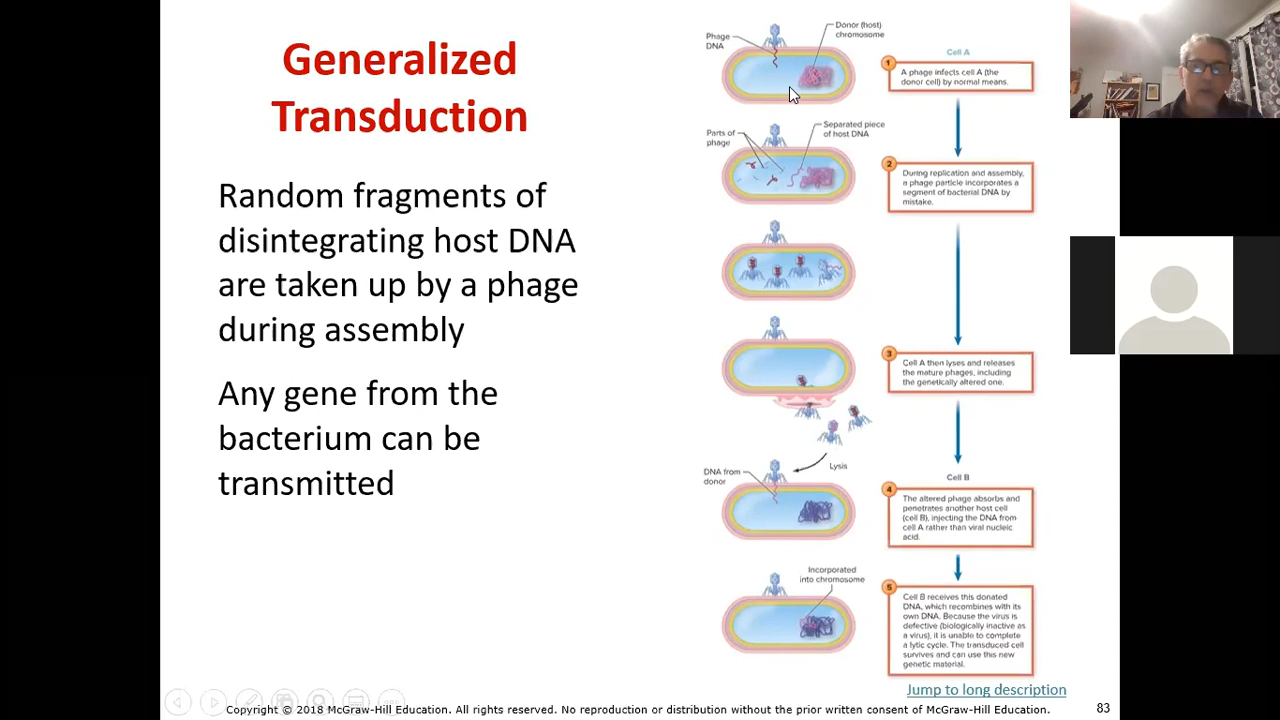 Generalized
Transduction
Random fragments of
disintegrating host DNA
are taken up by a phage
during assembly
Any gene from the
bacterium can be
transmitted
Phage
DNA
Donor (host)
chromosome
Cell A
1
A phage infects cell A (the
donor cell) by normal means.
Parts of
phage
Separated piece
of host DNA
2
During replication and assembly,
a phage particle incorporates a
segment of bacterial DNA by
mistake.
3
Cell A then lyses and releases
the mature phages, including
the genetically altered one.
Lysis
DNA from
donor
Cell B
4
The altered phage absorbs and
penetrates another host cell
(cell B), injecting the DNA from
cell A rather than viral nucleic
acid.
Incorporated
into chromosome
5
Cell B receives this donated
DNA, which recombines with its
own DNA. Because the virus is
defective (biologically inactive as
a virus), it is unable to complete
a lytic cycle. The transduced cell
survives and can use this new
genetic material.
Jump to long description
Copyright © 2018 McGraw-Hill Education. All rights reserved. No reproduction or distribution without the prior written consent of McGraw-Hill Education.
83